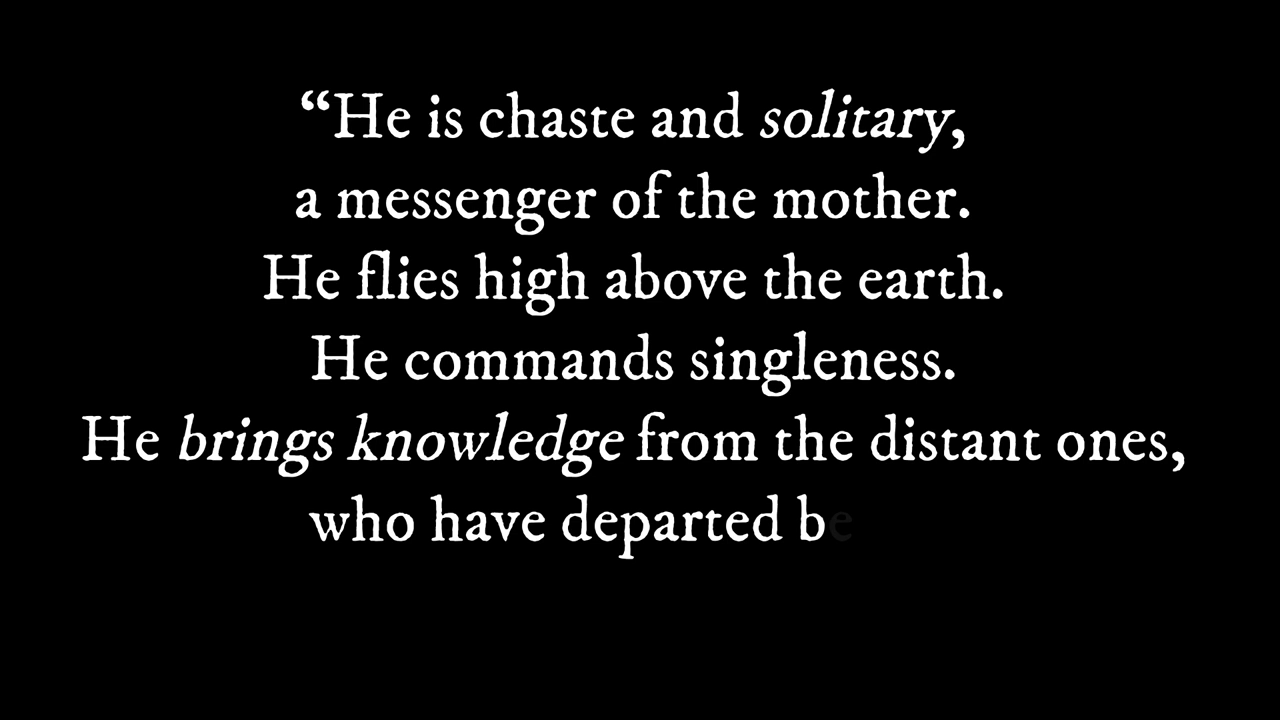 “He is chaste and solitary,
a messenger of the mother.
He flies high above the earth.
He commands singleness.
He brings knowledge from the distant ones,
who have departed be